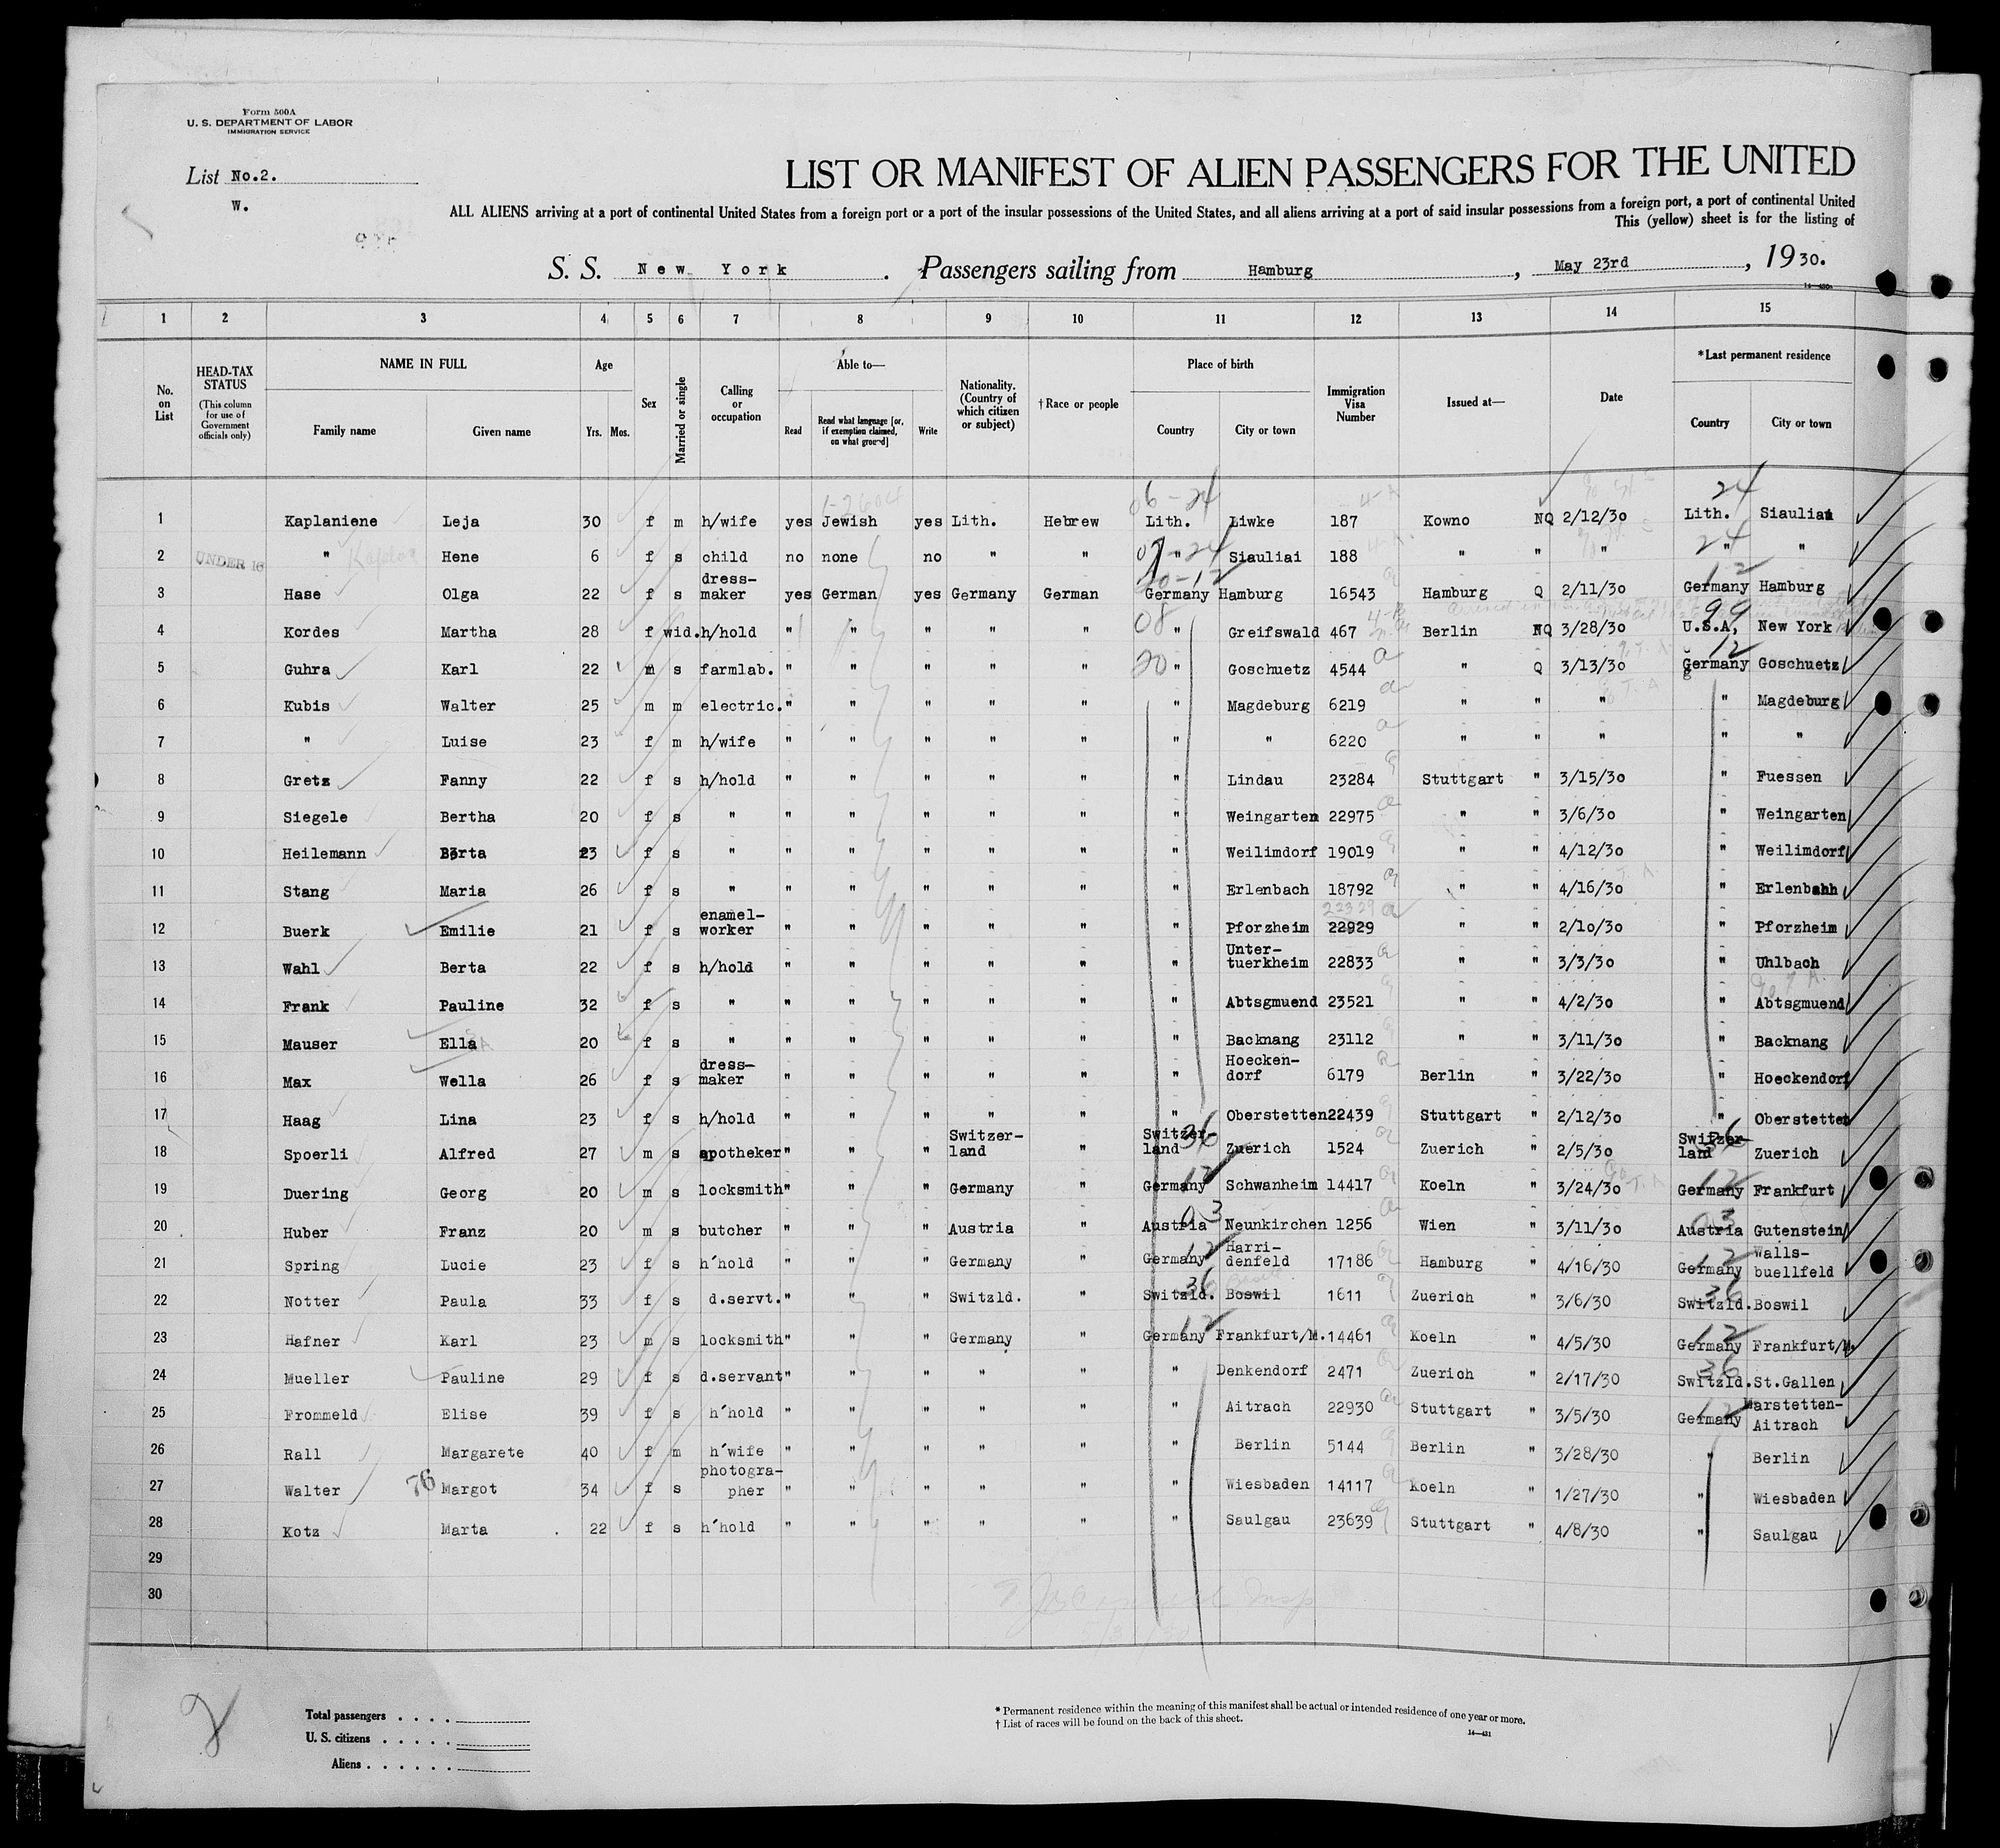 Form 500A
U. S. DEPARTMENT OF LABOR
IMMIGRATION SERVICE
List No.2.
W.
LIST OR MANIFEST OF ALIEN PASSENGERS FOR THE UNITED
ALL ALIENS arriving at a port of continental United States from a foreign port or a port of the insular possessions of the United States, and all aliens arriving at a port of said insular possessions from a foreign port, a port of continental United
This (yellow) sheet is for the listing of
S. S. New York . Passengers sailing from Hamburg , May 23rd , 1930.
1 2 3 4 5 6 7 8 9 10 11 12 13 14 15
No. on List
HEAD-TAX STATUS (This column for use of Government officials only)
NAME IN FULL Family name Given name
Age Yrs. Mos.
Sex
Married or single
Calling or occupation
Able to— Read Read what language [or, if exemption claimed, on what ground] Write
Nationality. (Country of which citizen or subject)
† Race or people
Place of birth Country City or town
Immigration Visa Number
Issued at—
Date
*Last permanent residence Country City or town
06-24 24
1 Kaplaniene Leja 30 f m h/wife yes Jewish yes Lith. Hebrew Lith. Liwke 187 Kowno NQ 2/12/30 Lith. Siauliai
2 UNDER 16 " Hene 6 f s child no none no " " " Siauliai 188 " " " 24 " "
3 Hase Olga 22 f s dress-maker yes German yes Germany German Germany Hamburg 16543 Hamburg Q 2/11/30 Germany Hamburg
4 Kordes Martha 28 f wid. h/hold " " " " " 08 " Greifswald 467 Berlin NQ 3/28/30 99 U.S.A, New York
5 Guhra Karl 22 m s farmlab. " " " " " 20 " Goschuetz 4544 " Q 3/13/30 12 Germany Goschuetz
6 Kubis Walter 25 m m electric. " " " " " " Magdeburg 6219 " " " " Magdeburg
7 " Luise 23 f m h/wife " " " " " " " 6220 " " " " "
8 Gretz Fanny 22 f s h/hold " " " " " " Lindau 23284 Stuttgart " 3/15/30 " Fuessen
9 Siegele Bertha 20 f s " " " " " " " Weingarten 22975 " " 3/6/30 " Weingarten
10 Heilemann Berta 23 f s " " " " " " " Weilimdorf 19019 " " 4/12/30 " Weilimdorf
11 Stang Maria 26 f s " " " " " " " Erlenbach 18792 " " 4/16/30 " Erlenbahh
12 Buerk Emilie 21 f s enamel-worker " " " " " " Pforzheim 22329 22929 " " 2/10/30 " Pforzheim
13 Wahl Berta 22 f s h/hold " " " " " " Unter-tuerkheim 22833 " " 3/3/30 " Uhlbach
14 Frank Pauline 32 f s " " " " " " " Abtsgmuend 23521 " " 4/2/30 " Abtsgmuend
15 Mauser Ella 20 f s " " " " " " " Backnang 23112 " " 3/11/30 " Backnang
16 Max Wella 26 f s dress-maker " " " " " " Hoecken-dorf 6179 Berlin " 3/22/30 " Hoeckendorf
17 Haag Lina 23 f s h/hold " " " " " " Oberstetten 22439 Stuttgart " 2/12/30 " Oberstetten
18 Spoerli Alfred 27 m s apotheker " " " Switzer-land " Switzer-land 36 Zuerich 1524 Zuerich " 2/5/30 Switzer-land 36 Zuerich
19 Duering Georg 20 m s locksmith " " " Germany " Germany 12 Schwanheim 14417 Koeln " 3/24/30 Germany 12 Frankfurt
20 Huber Franz 20 m s butcher " " " Austria " Austria 03 Neunkirchen 1256 Wien " 3/11/30 Austria 03 Gutenstein
21 Spring Lucie 23 f s h'hold " " " Germany " Germany 12 Harri-denfeld 17186 Hamburg " 4/16/30 Germany 12 Walls-buellfeld
22 Notter Paula 33 f s d.servt. " " " Switzld. " Switzld. 36 Boswil 1611 Zuerich " 3/6/30 Switzld. 36 Boswil
23 Hafner Karl 23 m s locksmith " " " Germany " Germany 12 Frankfurt/M. 14461 Koeln " 4/5/30 Germany 12 Frankfurt/M.
24 Mueller Pauline 29 f s d.servant " " " " " " Denkendorf 2471 Zuerich " 2/17/30 Switzld. 36 St.Gallen
25 Frommeld Elise 39 f s h'hold " " " " " " Aitrach 22930 Stuttgart " 3/5/30 Germany 12 Marstetten-Aitrach
26 Rall Margarete 40 f m h'wife " " " " " " Berlin 5144 Berlin " 3/28/30 " Berlin
27 Walter 76 Margot 34 f s photogra-pher " " " " " " Wiesbaden 14117 Koeln " 1/27/30 " Wiesbaden
28 Kotz Marta 22 f s h'hold " " " " " " Saulgau 23639 Stuttgart " 4/8/30 " Saulgau
29
30
2
Total passengers . . . .
U. S. citizens . . . . .
Aliens . . . . . .
* Permanent residence within the meaning of this manifest shall be actual or intended residence of one year or more.
† List of races will be found on the back of this sheet.
14—431